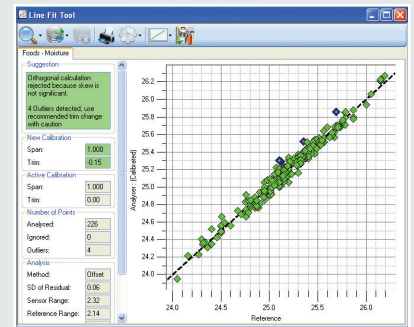 Line Fit Tool
Foods - Moisture
Suggestion
Orthogonal calculation
rejected because skew is
not significant.
4 Outliers detected, use
recommended trim change
with caution
New Calibration
Span: 1.000
Trim: -0.15
Active Calibration
Span: 1.000
Trim: 0.00
Number of Points
Analysed: 226
Ignored: 0
Outliers: 4
Analysis
Method: Offset
SD of Residual: 0.06
Sensor Range: 2.32
Reference Range: 2.14
Analyser: (Calibrated)
26.2
25.8
25.6
25.4
25.2
25.0
24.8
24.6
24.4
24.2
24.0
24.0 24.5 25.0 25.5 26.0
Reference